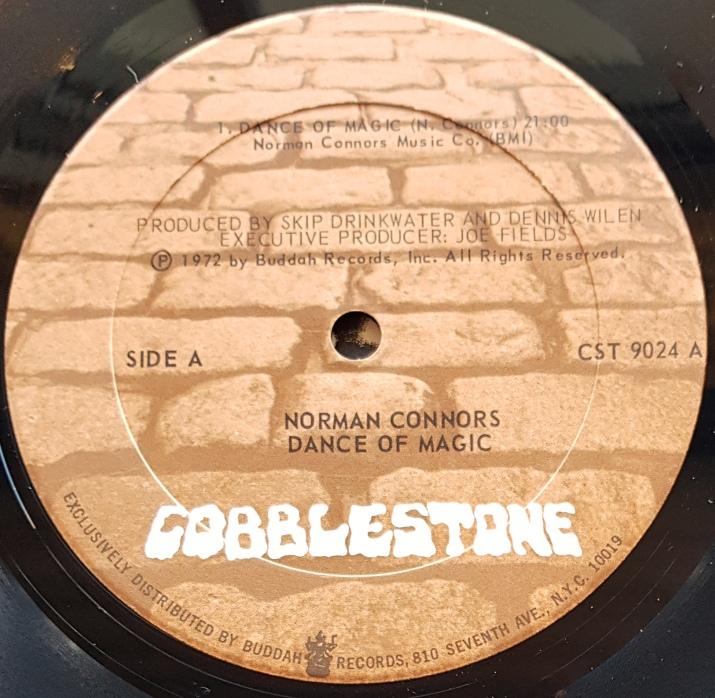 1. DANCE OF MAGIC (N. Connors) 21:00
Norman Connors Music Co. (BMI)
PRODUCED BY SKIP DRINKWATER AND DENNIS WILEN
EXECUTIVE PRODUCER: JOE FIELDS
Ⓟ 1972 by Buddah Records, Inc. All Rights Reserved.
SIDE A
CST 9024 A
NORMAN CONNORS
DANCE OF MAGIC
COBBLESTONE
EXCLUSIVELY DISTRIBUTED BY BUDDAH RECORDS, 810 SEVENTH AVE., N.Y.C. 10019